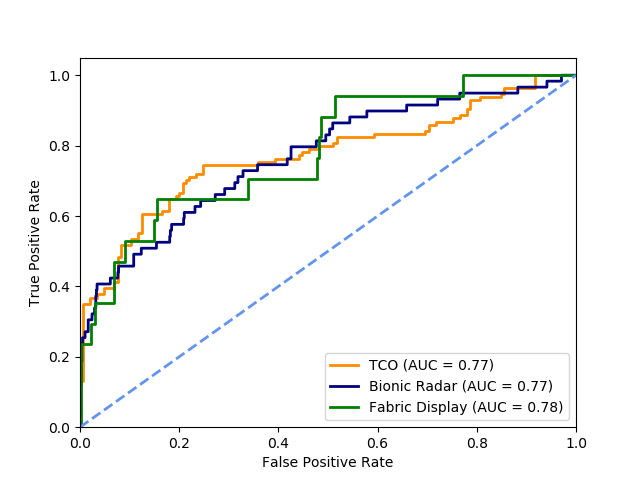 1.0
0.8
0.6
0.4
0.2
0.0
True Positive Rate
TCO (AUC = 0.77)
Bionic Radar (AUC = 0.77)
Fabric Display (AUC = 0.78)
0.0 0.2 0.4 0.6 0.8 1.0
False Positive Rate